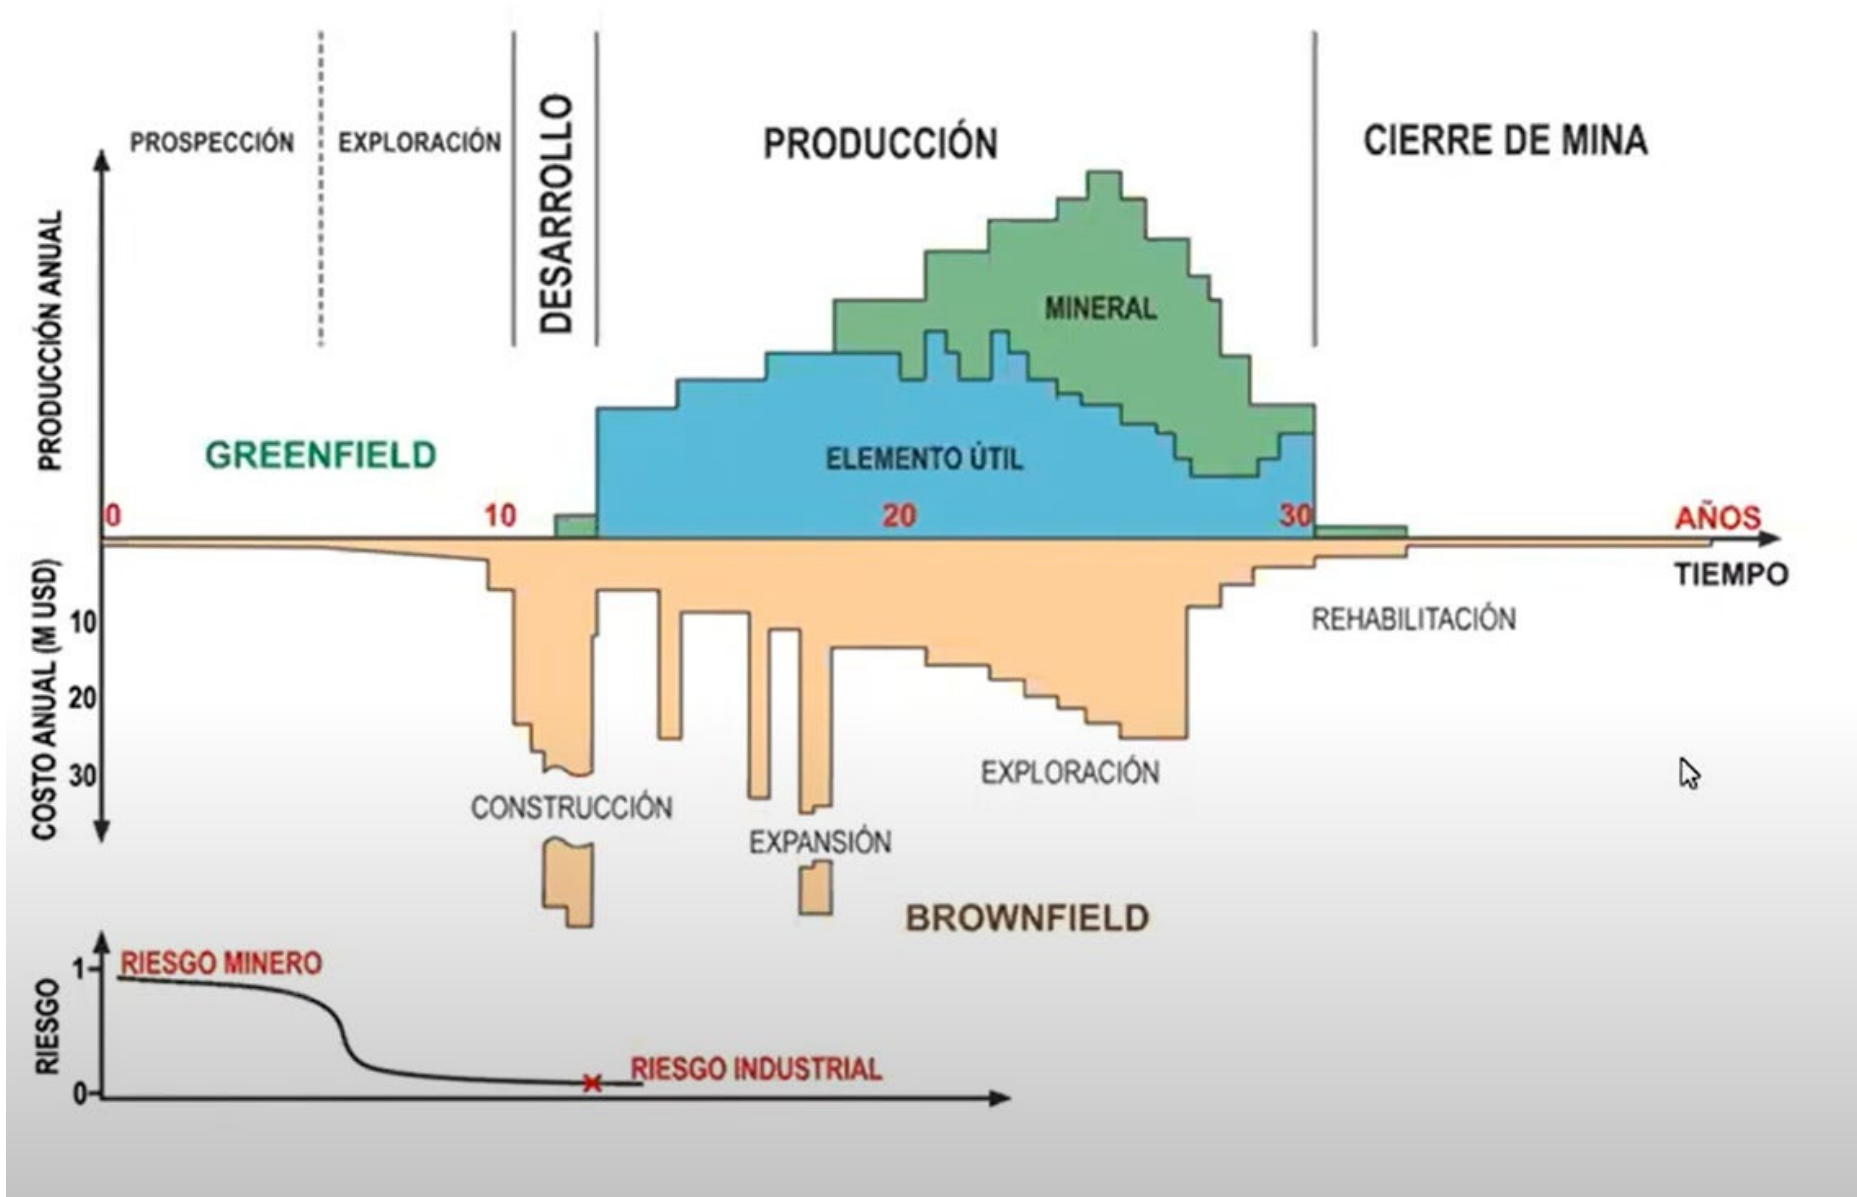 PROSPECCIÓN
EXPLORACIÓN
DESARROLLO
PRODUCCIÓN
CIERRE DE MINA
PRODUCCIÓN ANUAL
MINERAL
GREENFIELD
ELEMENTO ÚTIL
0
10
20
30
AÑOS
TIEMPO
COSTO ANUAL (M USD)
10
20
30
REHABILITACIÓN
EXPLORACIÓN
CONSTRUCCIÓN
EXPANSIÓN
BROWNFIELD
RIESGO
1
0
RIESGO MINERO
RIESGO INDUSTRIAL